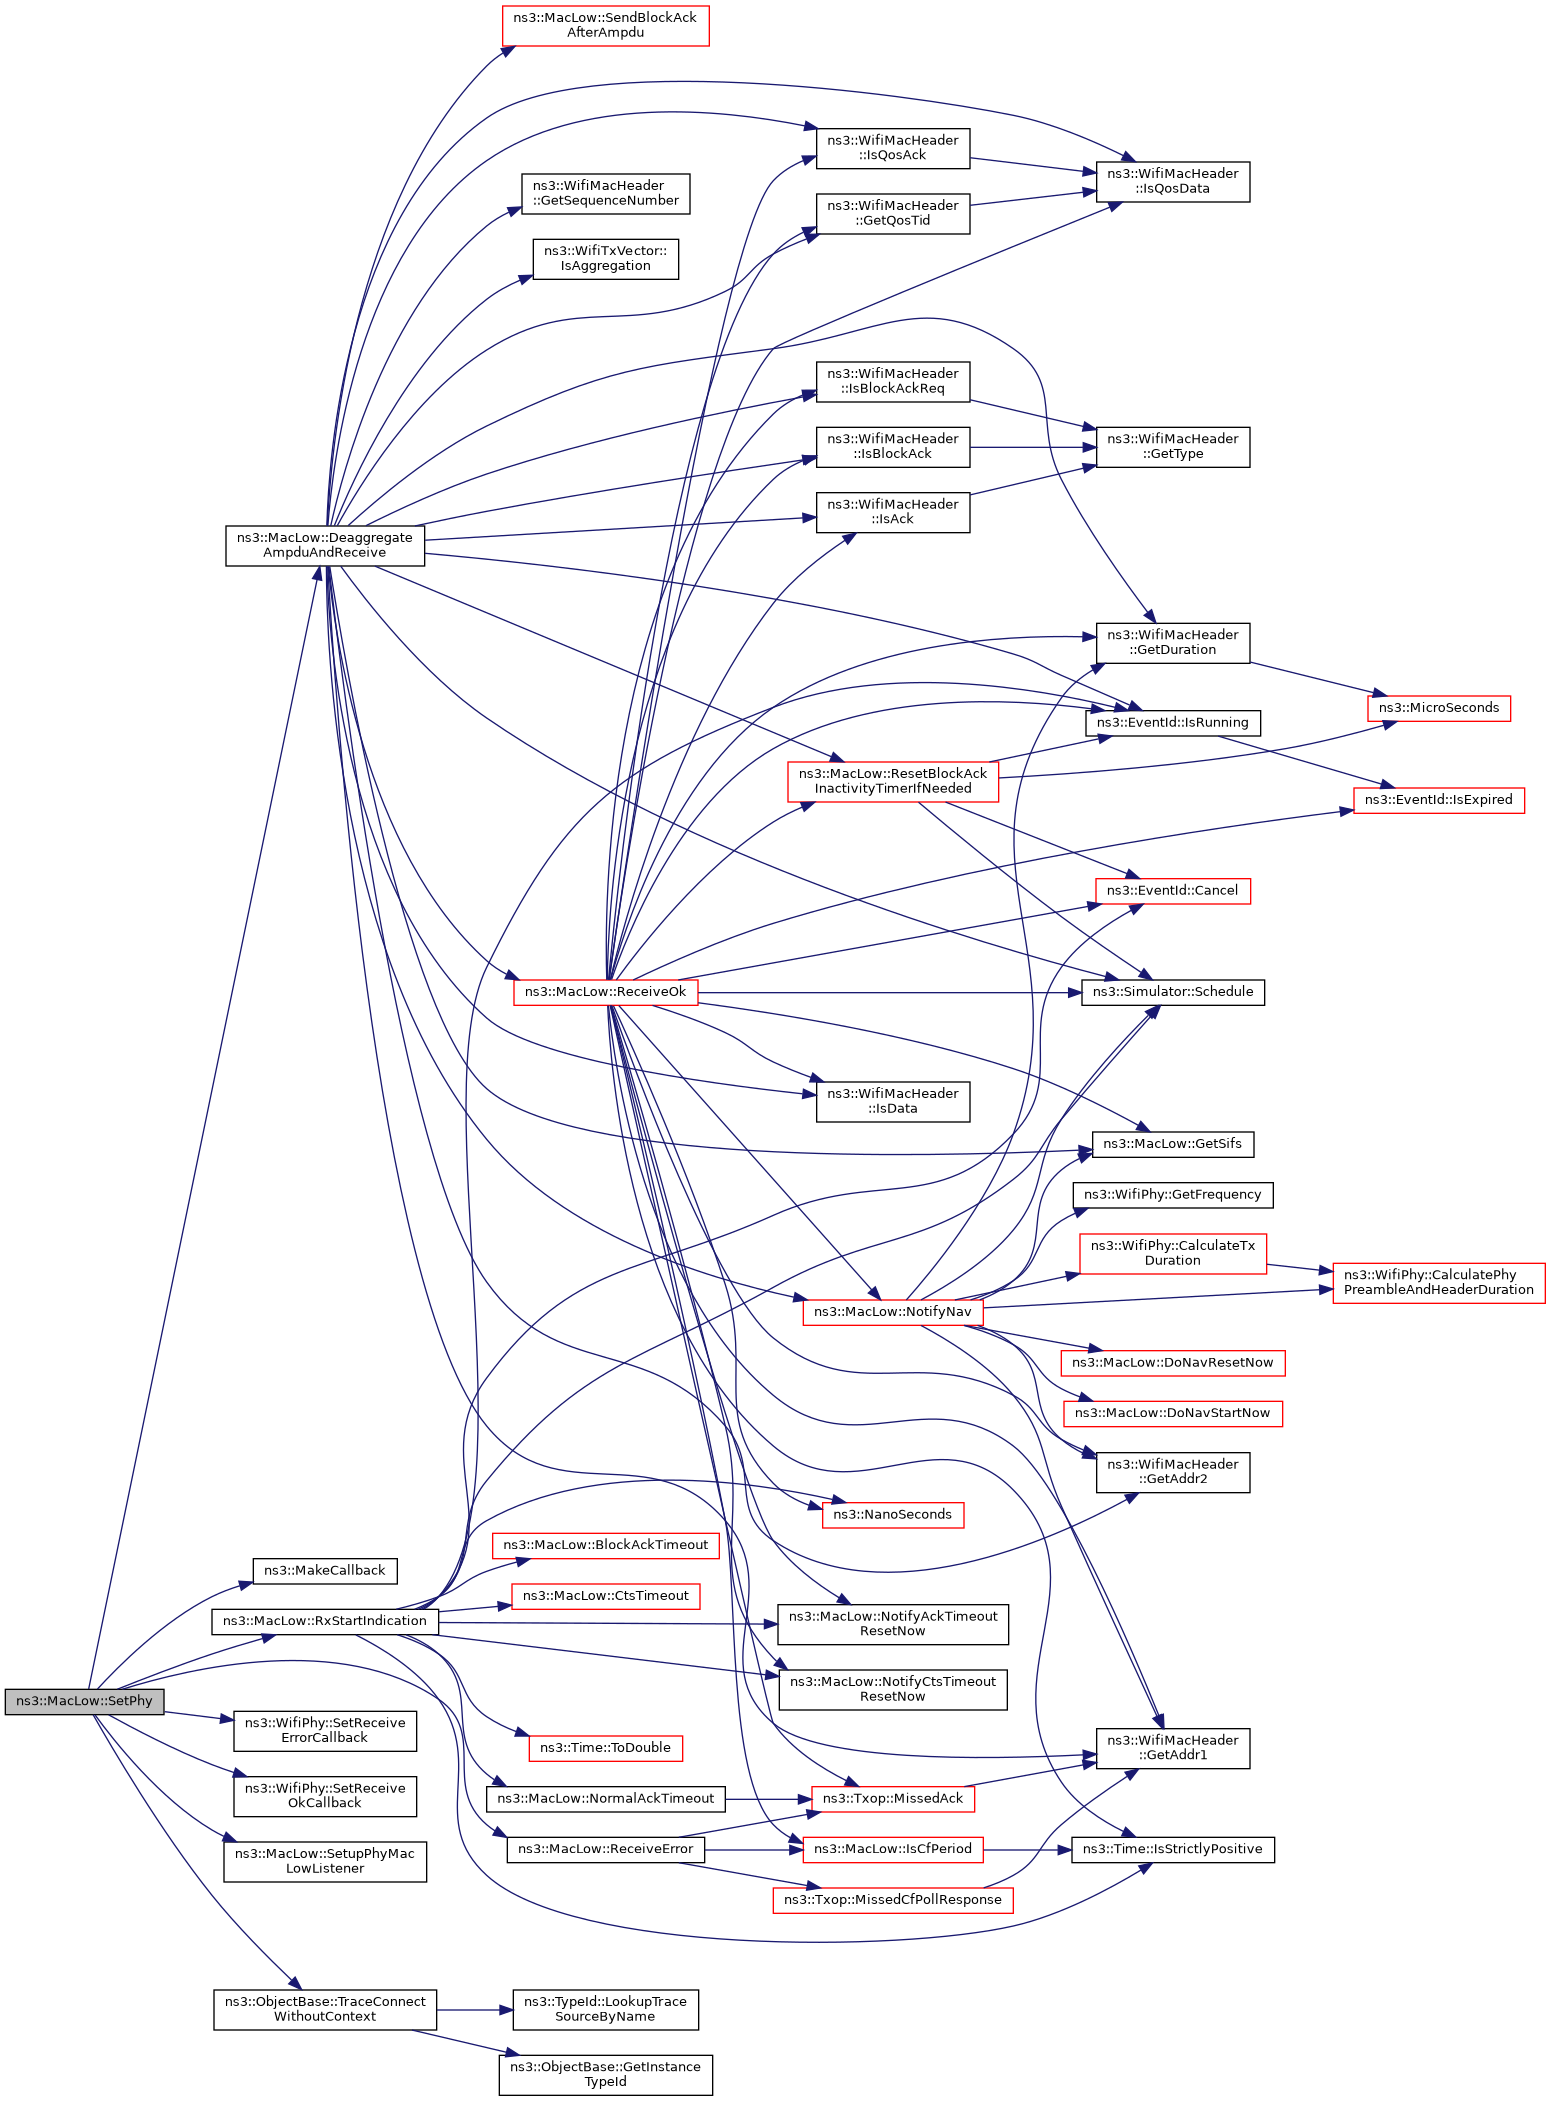 ns3::MacLow::SendBlockAck
AfterAmpdu
ns3::WifiMacHeader
::IsQosAck
ns3::WifiMacHeader
::IsQosData
ns3::WifiMacHeader
::GetSequenceNumber
ns3::WifiMacHeader
::GetQosTid
ns3::WifiTxVector::
IsAggregation
ns3::WifiMacHeader
::IsBlockAckReq
ns3::WifiMacHeader
::IsBlockAck
ns3::WifiMacHeader
::GetType
ns3::WifiMacHeader
::IsAck
ns3::MacLow::Deaggregate
AmpduAndReceive
ns3::WifiMacHeader
::GetDuration
ns3::MicroSeconds
ns3::EventId::IsRunning
ns3::MacLow::ResetBlockAck
InactivityTimerIfNeeded
ns3::EventId::IsExpired
ns3::EventId::Cancel
ns3::MacLow::ReceiveOk
ns3::Simulator::Schedule
ns3::WifiMacHeader
::IsData
ns3::MacLow::GetSifs
ns3::WifiPhy::GetFrequency
ns3::WifiPhy::CalculateTx
Duration
ns3::WifiPhy::CalculatePhy
PreambleAndHeaderDuration
ns3::MacLow::NotifyNav
ns3::MacLow::DoNavResetNow
ns3::MacLow::DoNavStartNow
ns3::WifiMacHeader
::GetAddr2
ns3::NanoSeconds
ns3::MacLow::BlockAckTimeout
ns3::MakeCallback
ns3::MacLow::CtsTimeout
ns3::MacLow::RxStartIndication
ns3::MacLow::NotifyAckTimeout
ns3::MacLow::SetPhy
ResetNow
ns3::MacLow::NotifyCtsTimeout
ResetNow
ns3::WifiPhy::SetReceive
ErrorCallback
ns3::Time::ToDouble
ns3::WifiMacHeader
::GetAddr1
ns3::WifiPhy::SetReceive
OkCallback
ns3::MacLow::NormalAckTimeout
ns3::Txop::MissedAck
ns3::MacLow::SetupPhyMac
LowListener
ns3::MacLow::ReceiveError
ns3::MacLow::IsCfPeriod
ns3::Time::IsStrictlyPositive
ns3::Txop::MissedCfPollResponse
ns3::ObjectBase::TraceConnect
WithoutContext
ns3::TypeId::LookupTrace
SourceByName
ns3::ObjectBase::GetInstance
TypeId